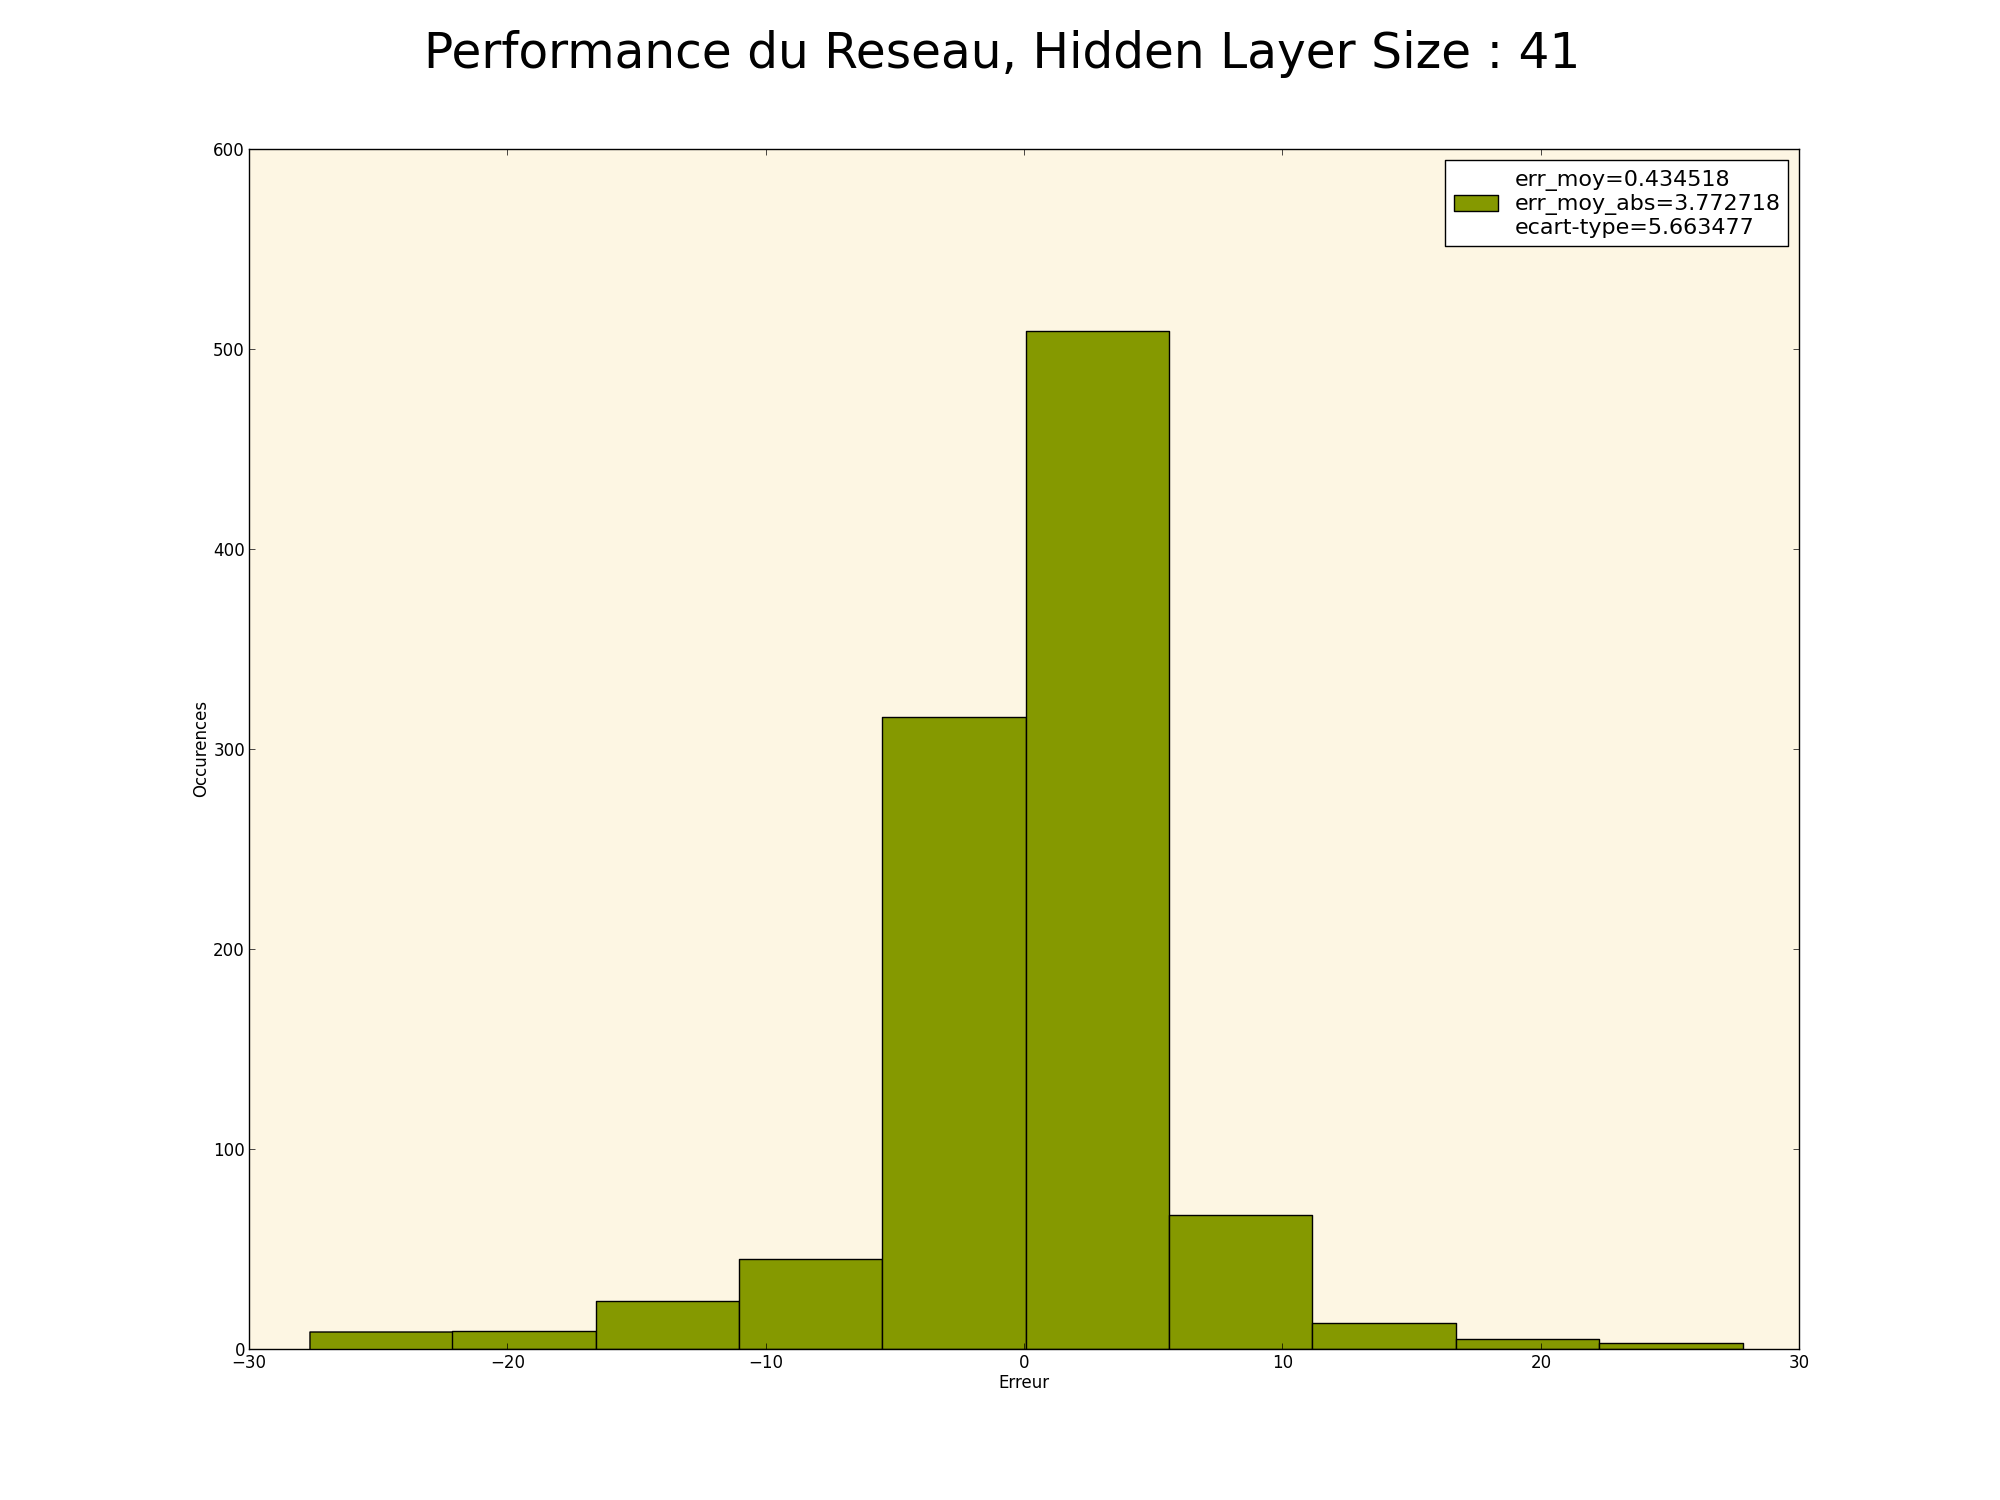 Performance du Reseau, Hidden Layer Size : 41
600
err_moy=0.434518
err_moy_abs=3.772718
ecart-type=5.663477
500
400
Occurences
300
200
100
0
−30 −20 −10 0 10 20 30
Erreur